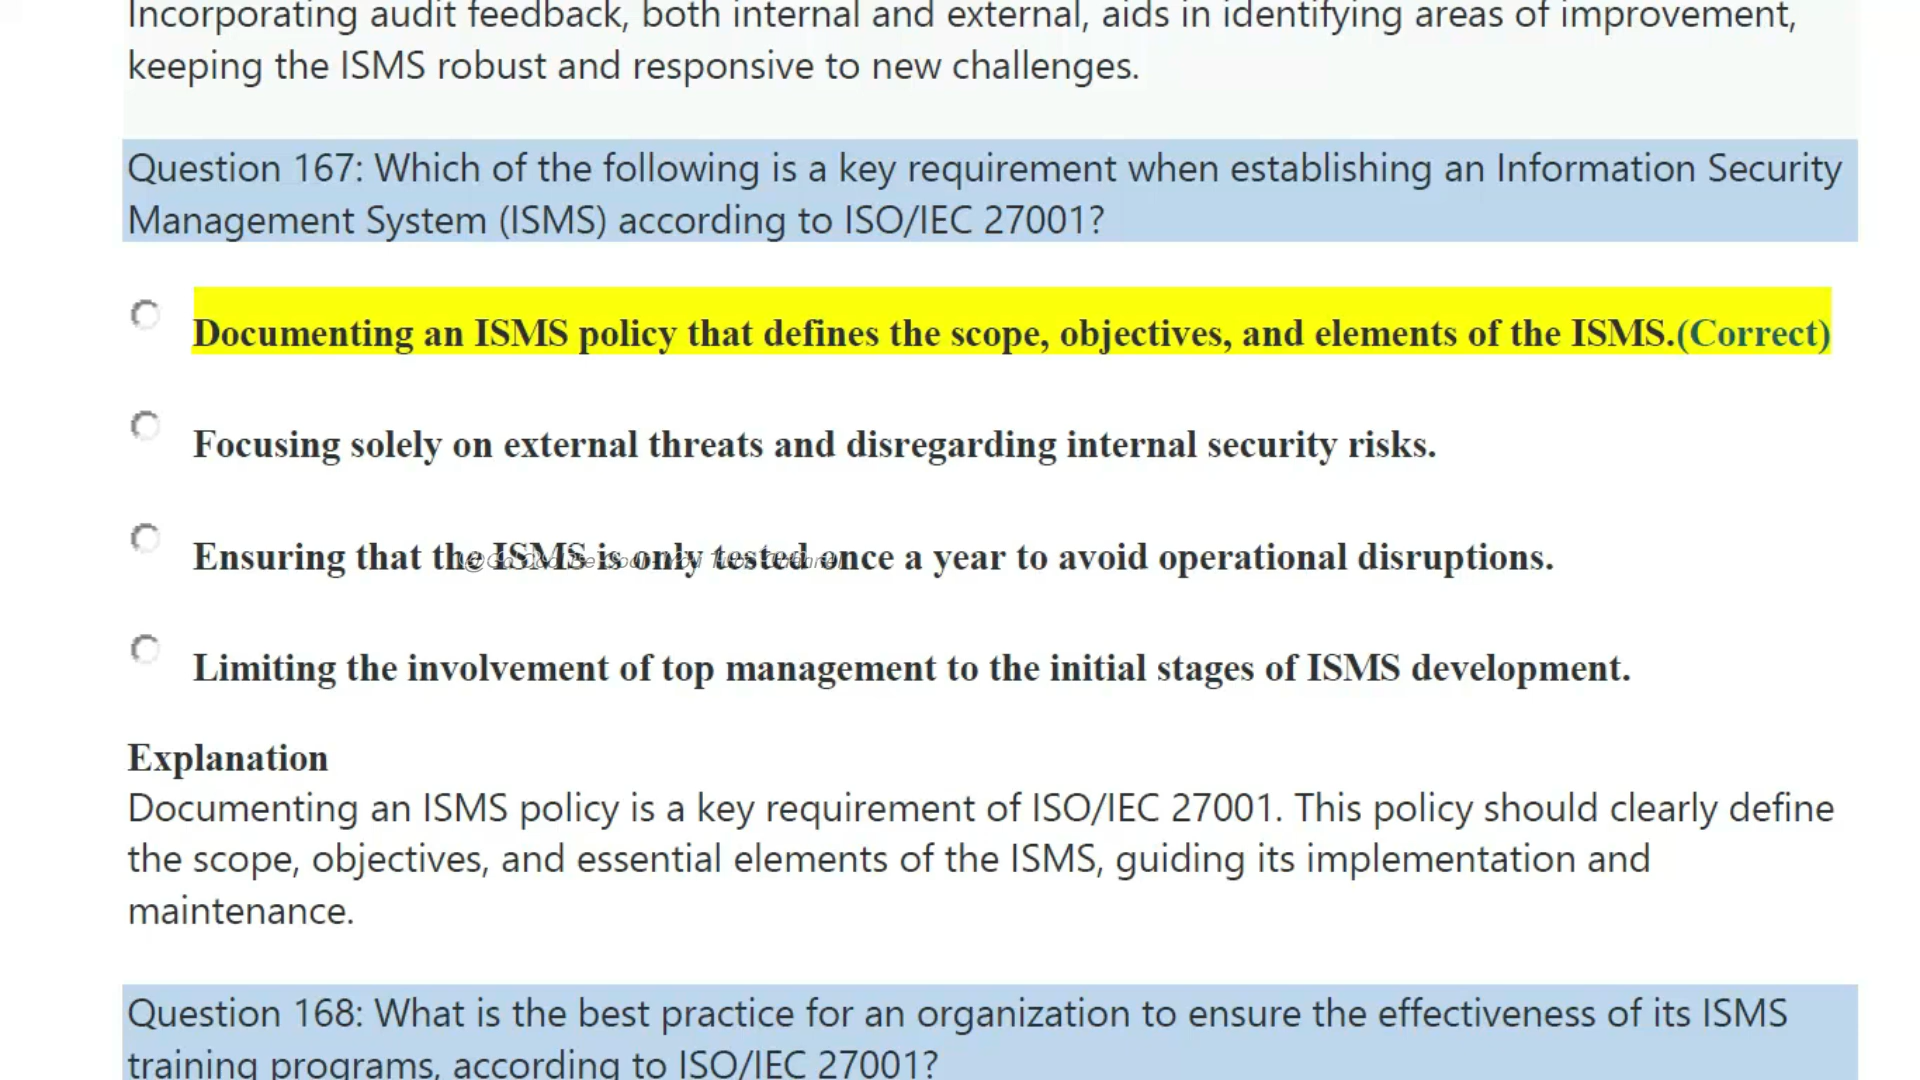 Incorporating audit feedback, both internal and external, aids in identifying areas of improvement,
keeping the ISMS robust and responsive to new challenges.
Question 167: Which of the following is a key requirement when establishing an Information Security
Management System (ISMS) according to ISO/IEC 27001?
Documenting an ISMS policy that defines the scope, objectives, and elements of the ISMS.(Correct)
Focusing solely on external threats and disregarding internal security risks.
Ensuring that the ISMS is only tested once a year to avoid operational disruptions.
Limiting the involvement of top management to the initial stages of ISMS development.
Explanation
Documenting an ISMS policy is a key requirement of ISO/IEC 27001. This policy should clearly define
the scope, objectives, and essential elements of the ISMS, guiding its implementation and
maintenance.
Question 168: What is the best practice for an organization to ensure the effectiveness of its ISMS
training programs, according to ISO/IEC 27001?